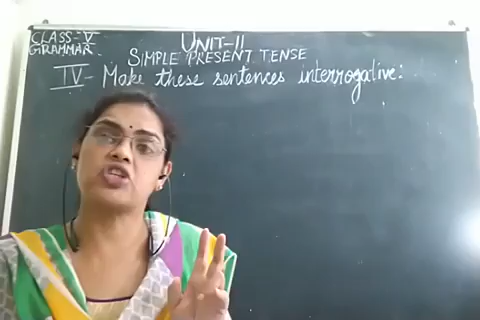 CLASS-V
GRAMMAR
UNIT-II
SIMPLE PRESENT TENSE
IV- Make these sentences interrogative: